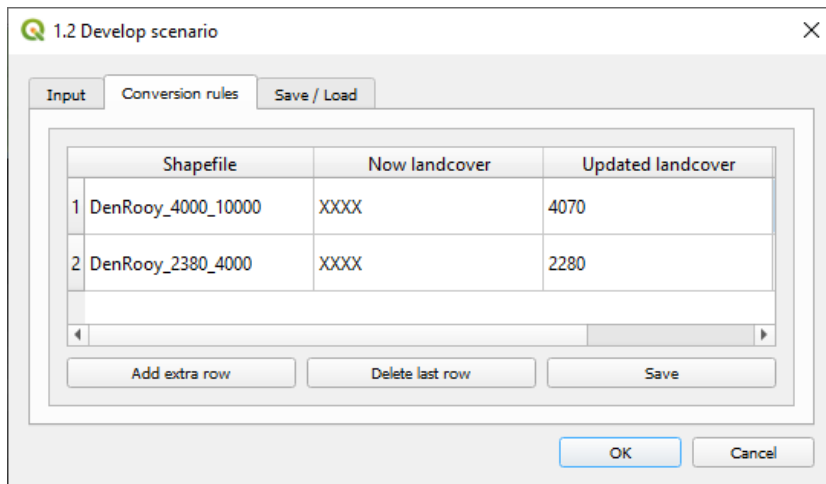 1.2 Develop scenario
Input Conversion rules Save / Load
Shapefile Now landcover Updated landcover
1 DenRooy_4000_10000 XXXX 4070
2 DenRooy_2380_4000 XXXX 2280
Add extra row Delete last row Save
OK Cancel